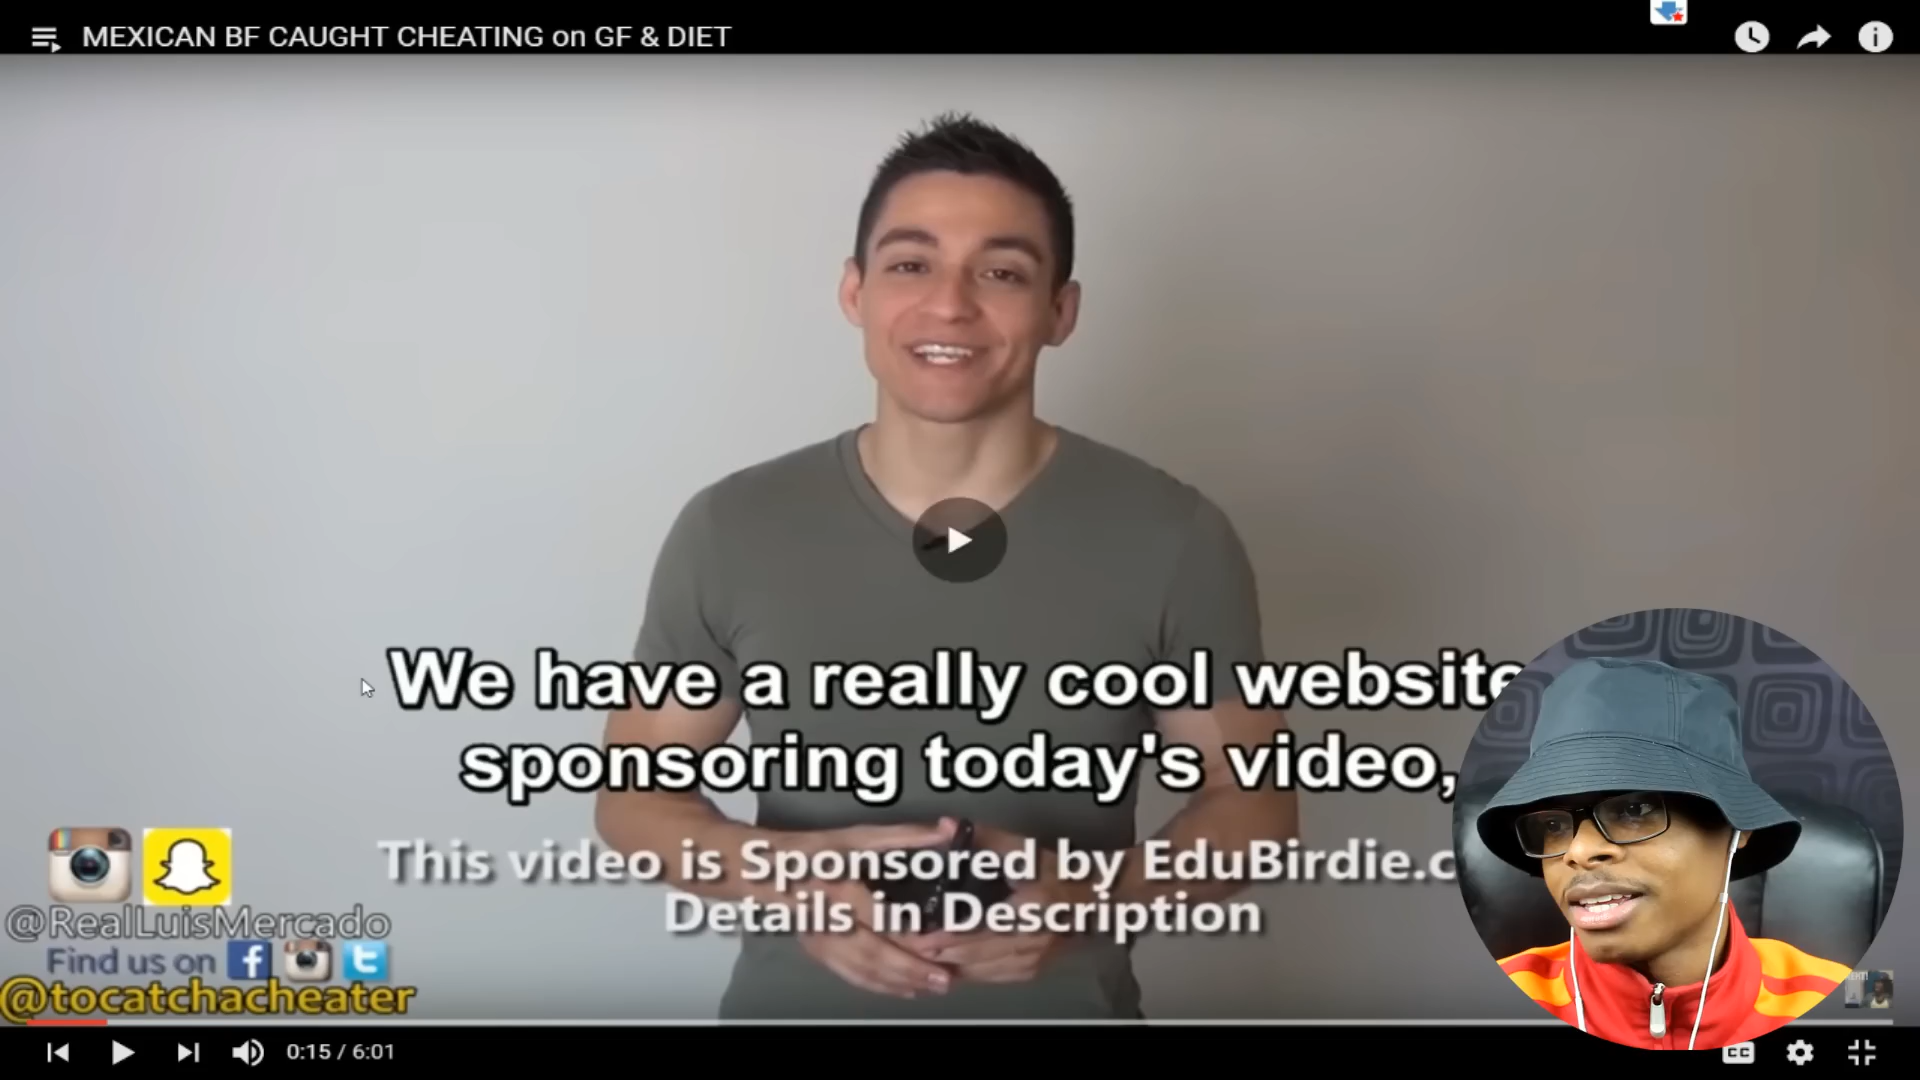 MEXICAN BF CAUGHT CHEATING on GF & DIET
We have a really cool website
sponsoring today's video,
This video is Sponsored by EduBirdie.c
Details in Description
@RealLuisMercado
Find us on
@tocatchacheater
0:15 / 6:01
CC